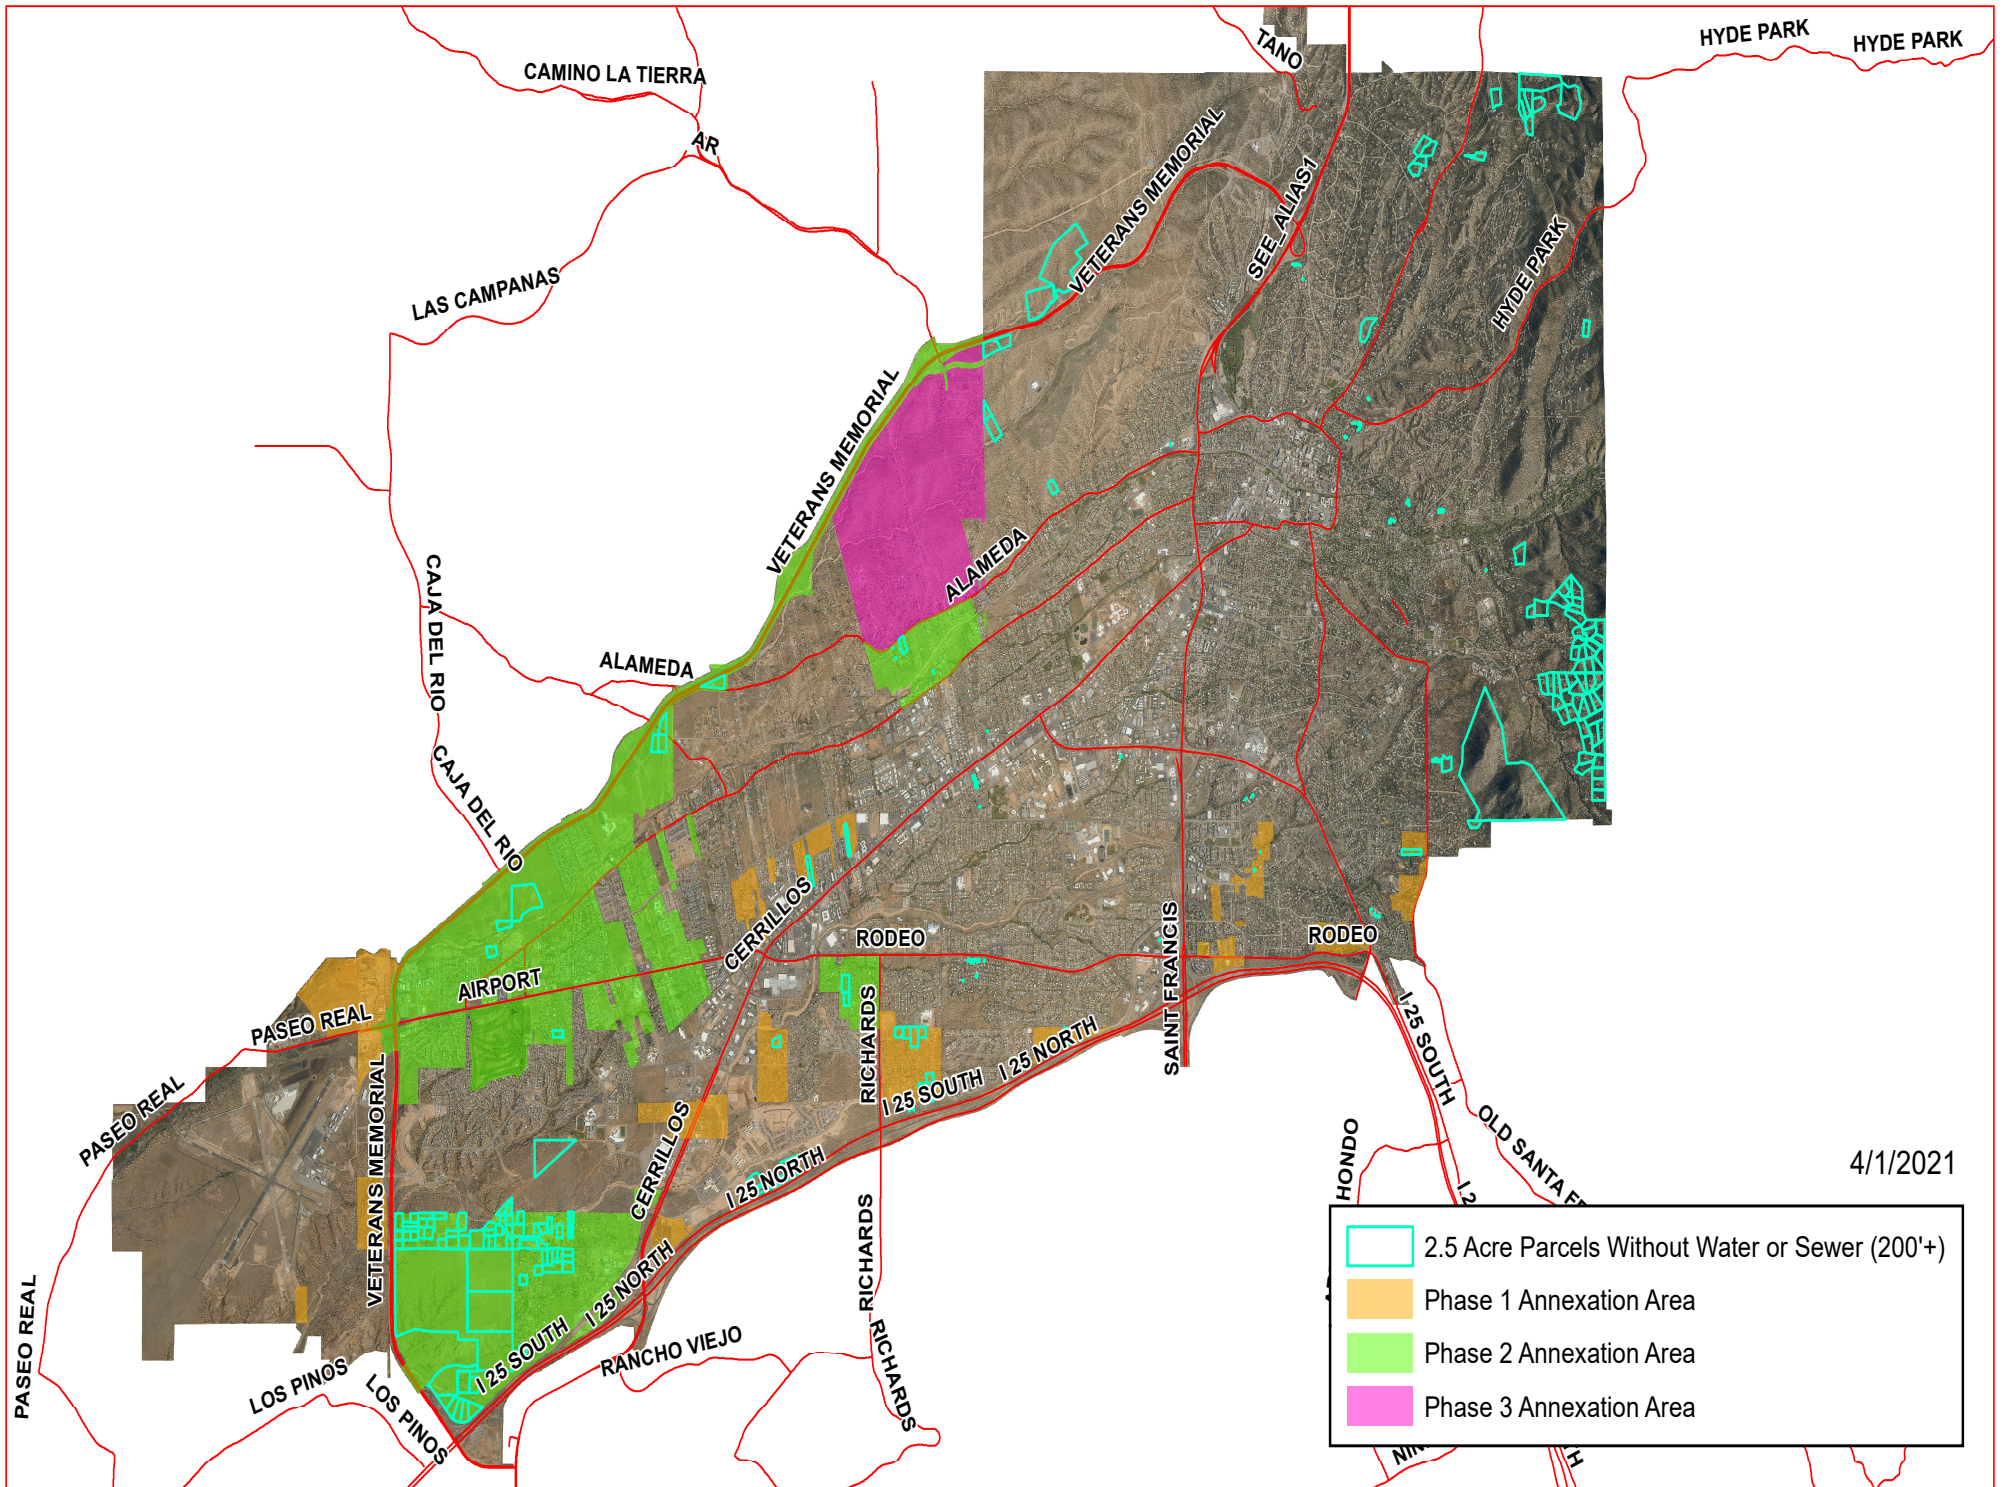 HYDE PARK
HYDE PARK
TANO
CAMINO LA TIERRA
AR
VETERANS MEMORIAL
SEE_ALIAS1
HYDE PARK
LAS CAMPANAS
VETERANS MEMORIAL
ALAMEDA
CAJA DEL RIO
ALAMEDA
CAJA DEL RIO
CERRILLOS
RODEO
RODEO
SAINT FRANCIS
AIRPORT
PASEO REAL
RICHARDS
I 25 NORTH
I 25 SOUTH
I 25 SOUTH
PASEO REAL
VETERANS MEMORIAL
CERRILLOS
I 25 NORTH
HONDO
OLD SANTA FE
I 2
4/1/2021
RICHARDS
I 25 NORTH
I 25 SOUTH
PASEO REAL
RANCHO VIEJO
RICHARDS
LOS PINOS
LOS PINOS
2.5 Acre Parcels Without Water or Sewer (200'+)
Phase 1 Annexation Area
Phase 2 Annexation Area
Phase 3 Annexation Area